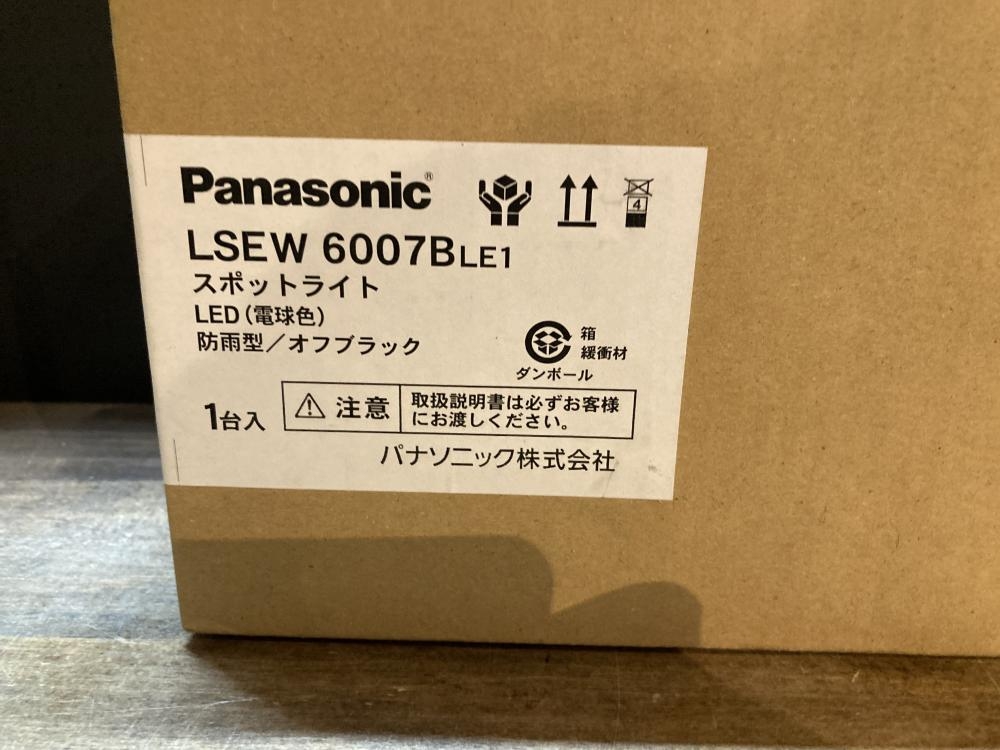 Panasonic®
LSEW 6007BLE1
スポットライト
LED(電球色)
防雨型/オフブラック
4
箱
緩衝材
ダンボール
1台入
注意
取扱説明書は必ずお客様
にお渡しください。
パナソニック株式会社